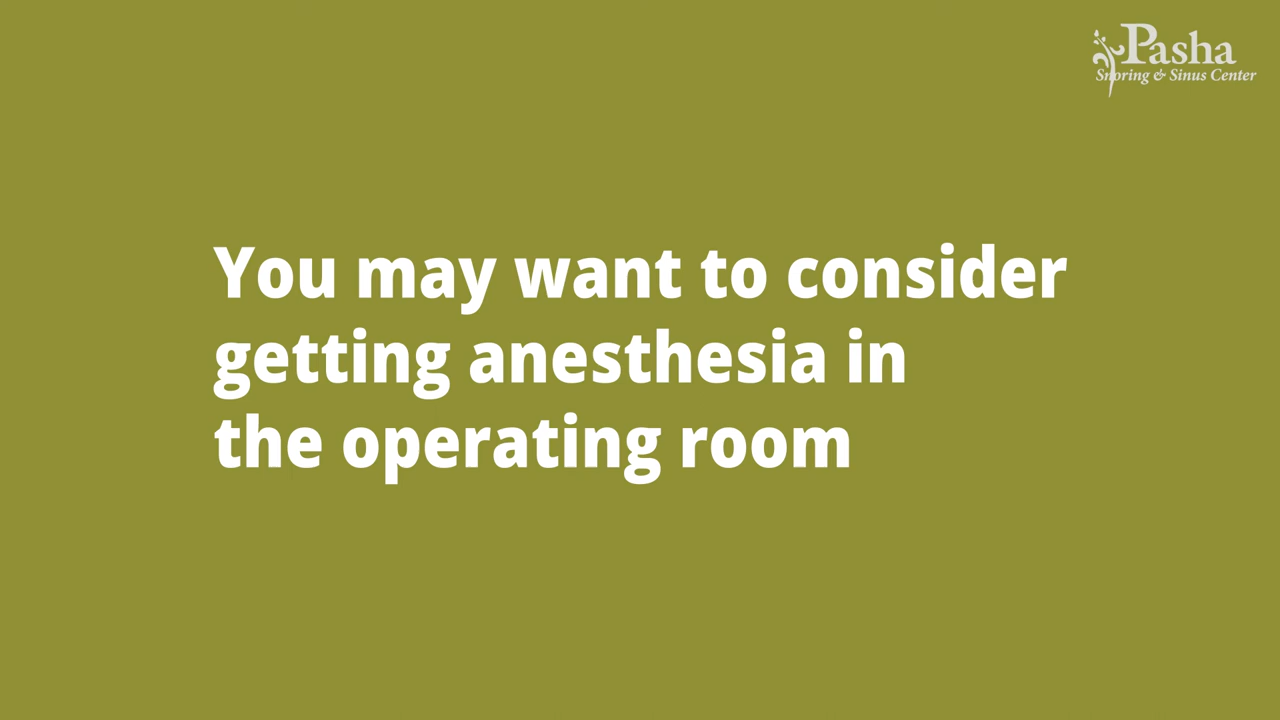 Pasha
Snoring & Sinus Center
You may want to consider
getting anesthesia in
the operating room